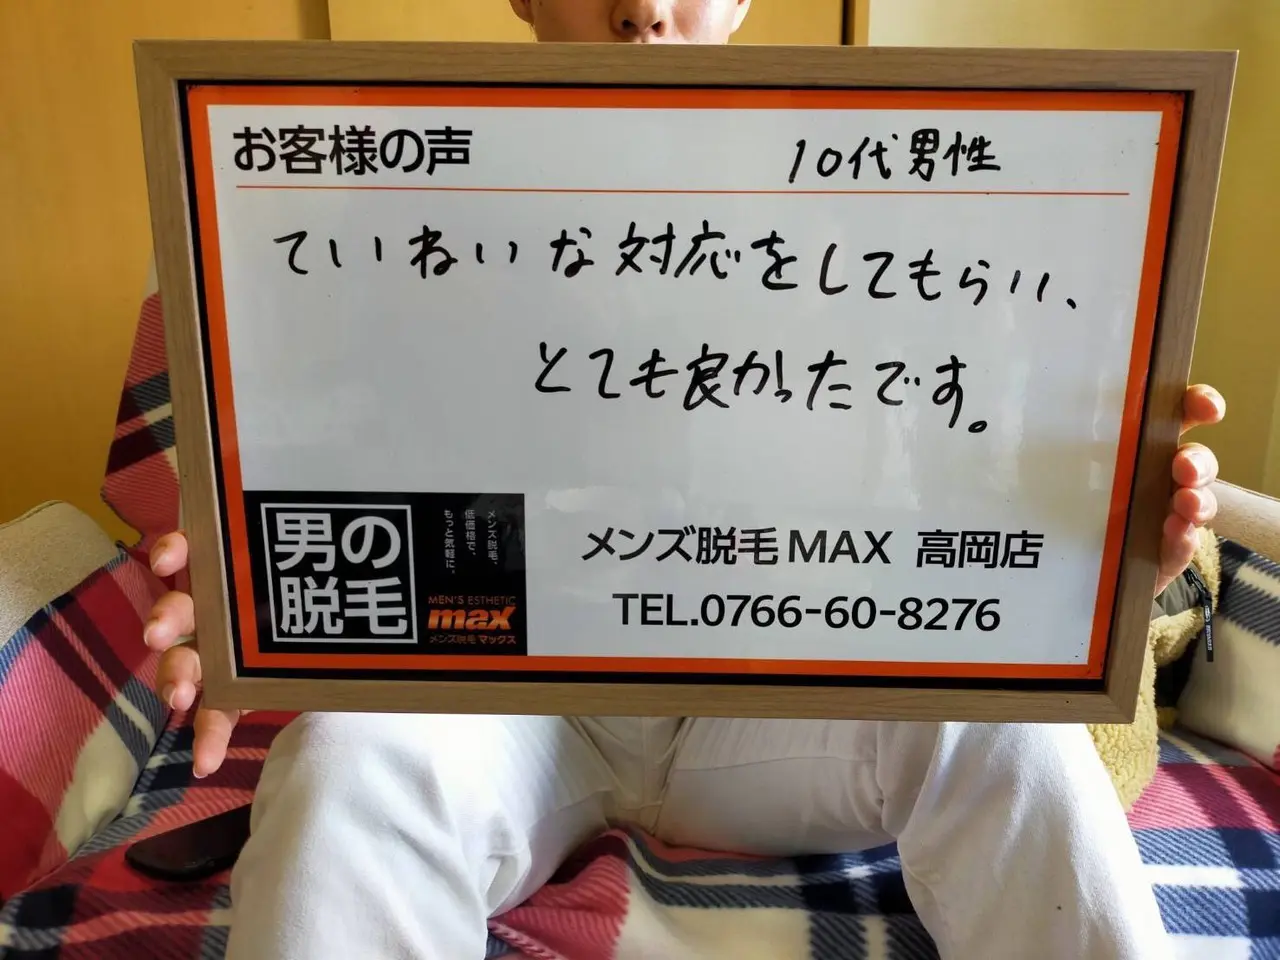 お客様の声
10代男性
ていねいな対応をしてもらい、
とても良かったです。
男の
脱毛
メンズ脱毛、
低価格で、
もっと気軽に。
MEN'S ESTHETIC
max
メンズ脱毛マックス
メンズ脱毛MAX 高岡店
TEL.0766-60-8276